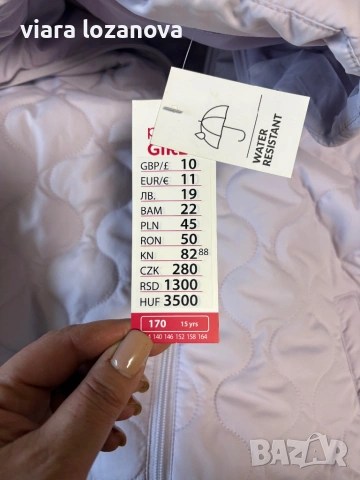 viara lozanova
WATER
RESISTANT
GIRL
GBP/£ 10
EUR/€ 11
ЛВ. 19
BAM 22
PLN 45
RON 50
KN 82 88
CZK 280
RSD 1300
HUF 3500
170 15 yrs
140 146 152 158 164
BAZAR